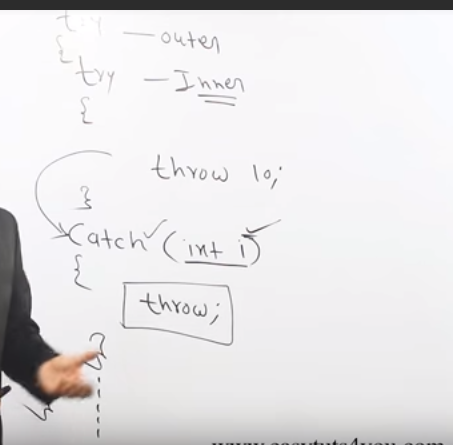 try — outer
{
try — Inner
{
throw 10;
}
Catch (int i)
{
throw;
}
}